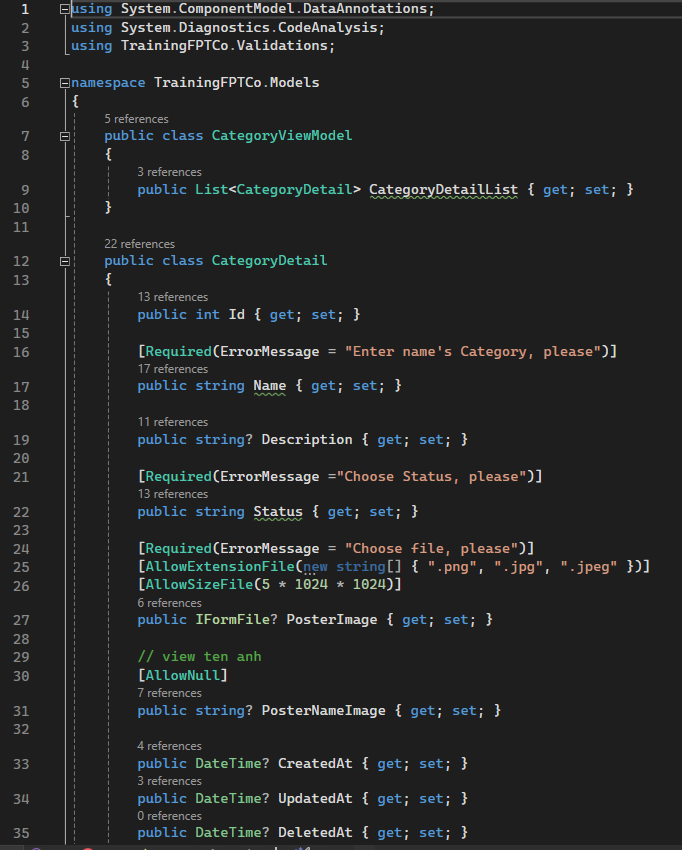 1 using System.ComponentModel.DataAnnotations;
2 using System.Diagnostics.CodeAnalysis;
3 using TrainingFPTCo.Validations;
4
5 namespace TrainingFPTCo.Models
6 {
5 references
7 public class CategoryViewModel
8 {
3 references
9 public List<CategoryDetail> CategoryDetailList { get; set; }
10 }
11
22 references
12 public class CategoryDetail
13 {
13 references
14 public int Id { get; set; }
15
16 [Required(ErrorMessage = "Enter name's Category, please")]
17 references
17 public string Name { get; set; }
18
11 references
19 public string? Description { get; set; }
20
21 [Required(ErrorMessage ="Choose Status, please")]
13 references
22 public string Status { get; set; }
23
24 [Required(ErrorMessage = "Choose file, please")]
25 [AllowExtensionFile(new string[] { ".png", ".jpg", ".jpeg" })]
26 [AllowSizeFile(5 * 1024 * 1024)]
6 references
27 public IFormFile? PosterImage { get; set; }
28
29 // view ten anh
30 [AllowNull]
7 references
31 public string? PosterNameImage { get; set; }
32
4 references
33 public DateTime? CreatedAt { get; set; }
3 references
34 public DateTime? UpdatedAt { get; set; }
0 references
35 public DateTime? DeletedAt { get; set; }